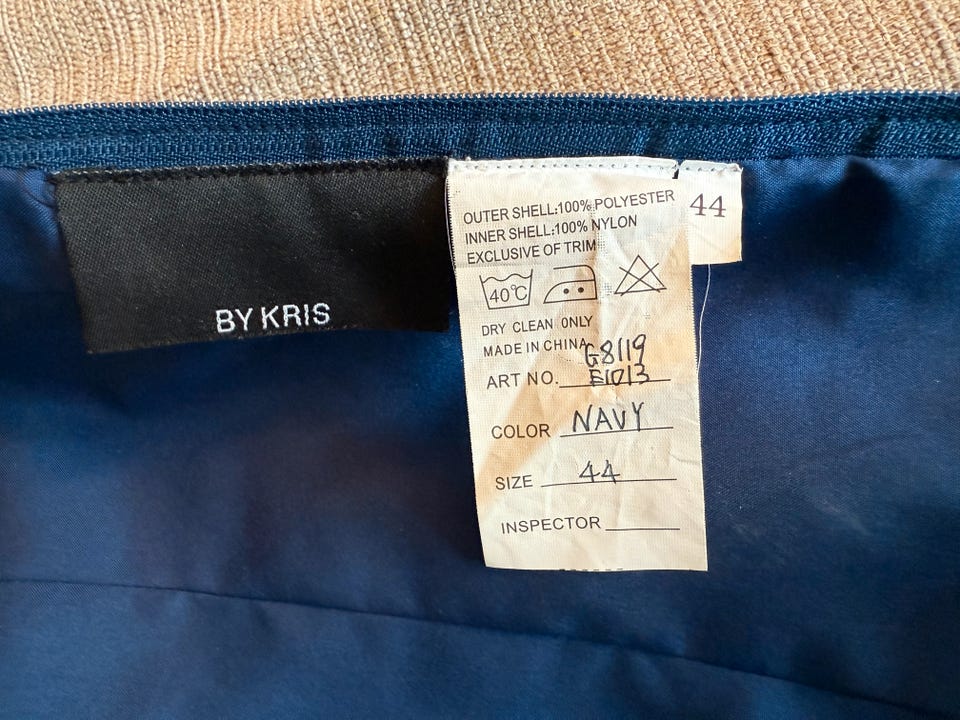 BY KRIS
OUTER SHELL:100% POLYESTER
INNER SHELL:100% NYLON
EXCLUSIVE OF TRIM
40°C
DRY CLEAN ONLY
MADE IN CHINA
G8119
ART NO. E1013
COLOR NAVY
SIZE 44
INSPECTOR
44